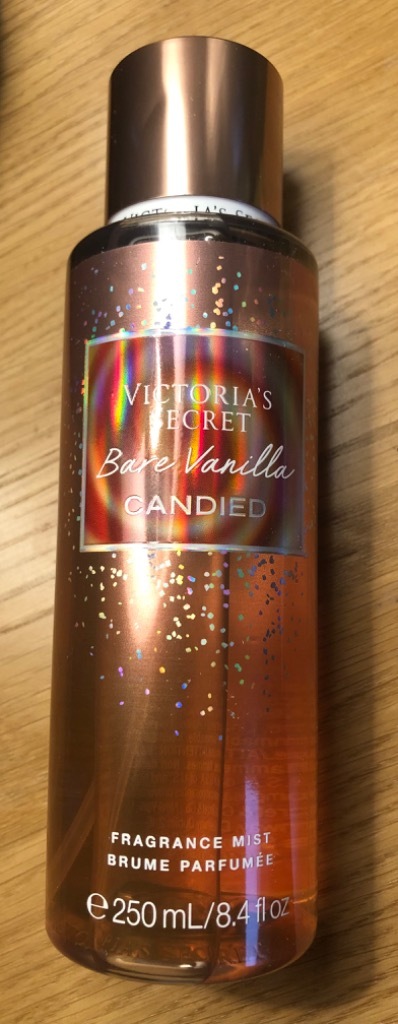 VICTORIA'S
SECRET
Bare Vanilla
CANDIED
FRAGRANCE MIST
BRUME PARFUMÉE
℮ 250 mL/8.4 fl oz